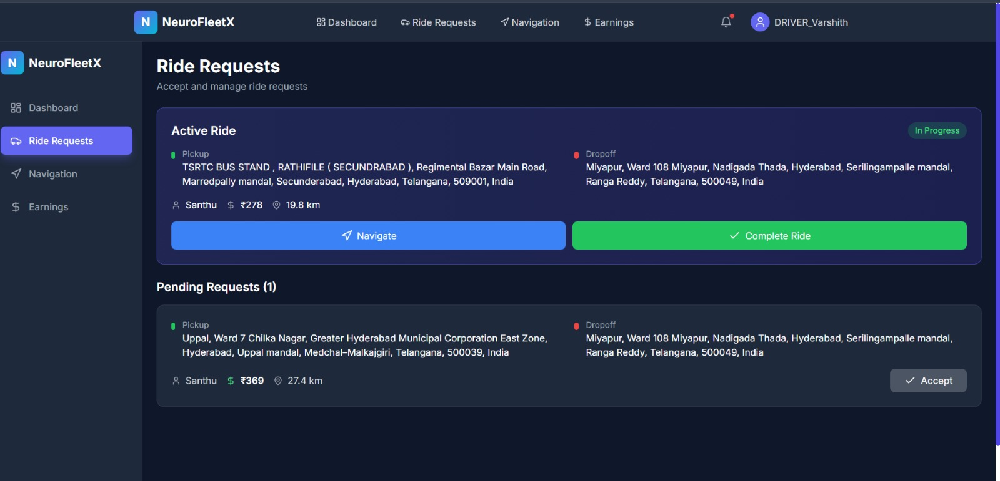 N NeuroFleetX Dashboard Ride Requests Navigation $ Earnings DRIVER_Varshith
N NeuroFleetX
Dashboard
Ride Requests
Navigation
$ Earnings
Ride Requests
Accept and manage ride requests
Active Ride
In Progress
Pickup
TSRTC BUS STAND , RATHIFILE ( SECUNDRABAD ), Regimental Bazar Main Road,
Marredpally mandal, Secunderabad, Hyderabad, Telangana, 509001, India
Dropoff
Miyapur, Ward 108 Miyapur, Nadigada Thada, Hyderabad, Serilingampalle mandal,
Ranga Reddy, Telangana, 500049, India
Santhu $ ₹278 19.8 km
Navigate
Complete Ride
Pending Requests (1)
Pickup
Uppal, Ward 7 Chilka Nagar, Greater Hyderabad Municipal Corporation East Zone,
Hyderabad, Uppal mandal, Medchal–Malkajgiri, Telangana, 500039, India
Dropoff
Miyapur, Ward 108 Miyapur, Nadigada Thada, Hyderabad, Serilingampalle mandal,
Ranga Reddy, Telangana, 500049, India
Santhu $ ₹369 27.4 km
Accept